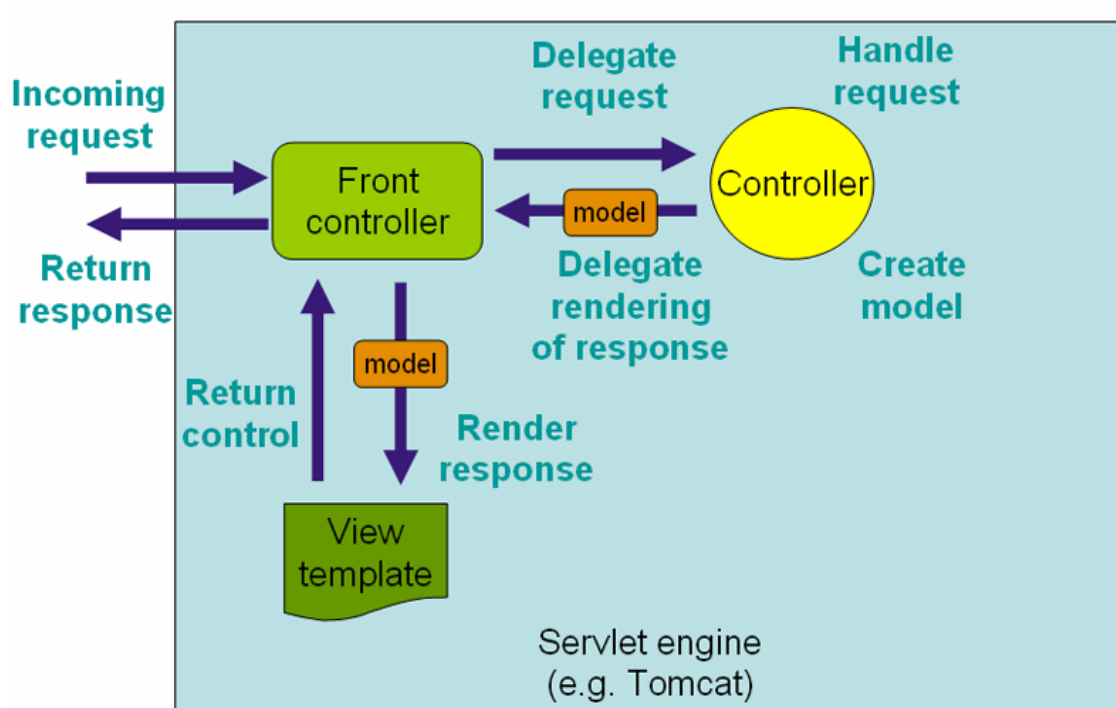 Incoming
request
Return
response
Front
controller
Delegate
request
Handle
request
Controller
model
Delegate
rendering
of response
Create
model
model
Return
control
Render
response
View
template
Servlet engine
(e.g. Tomcat)